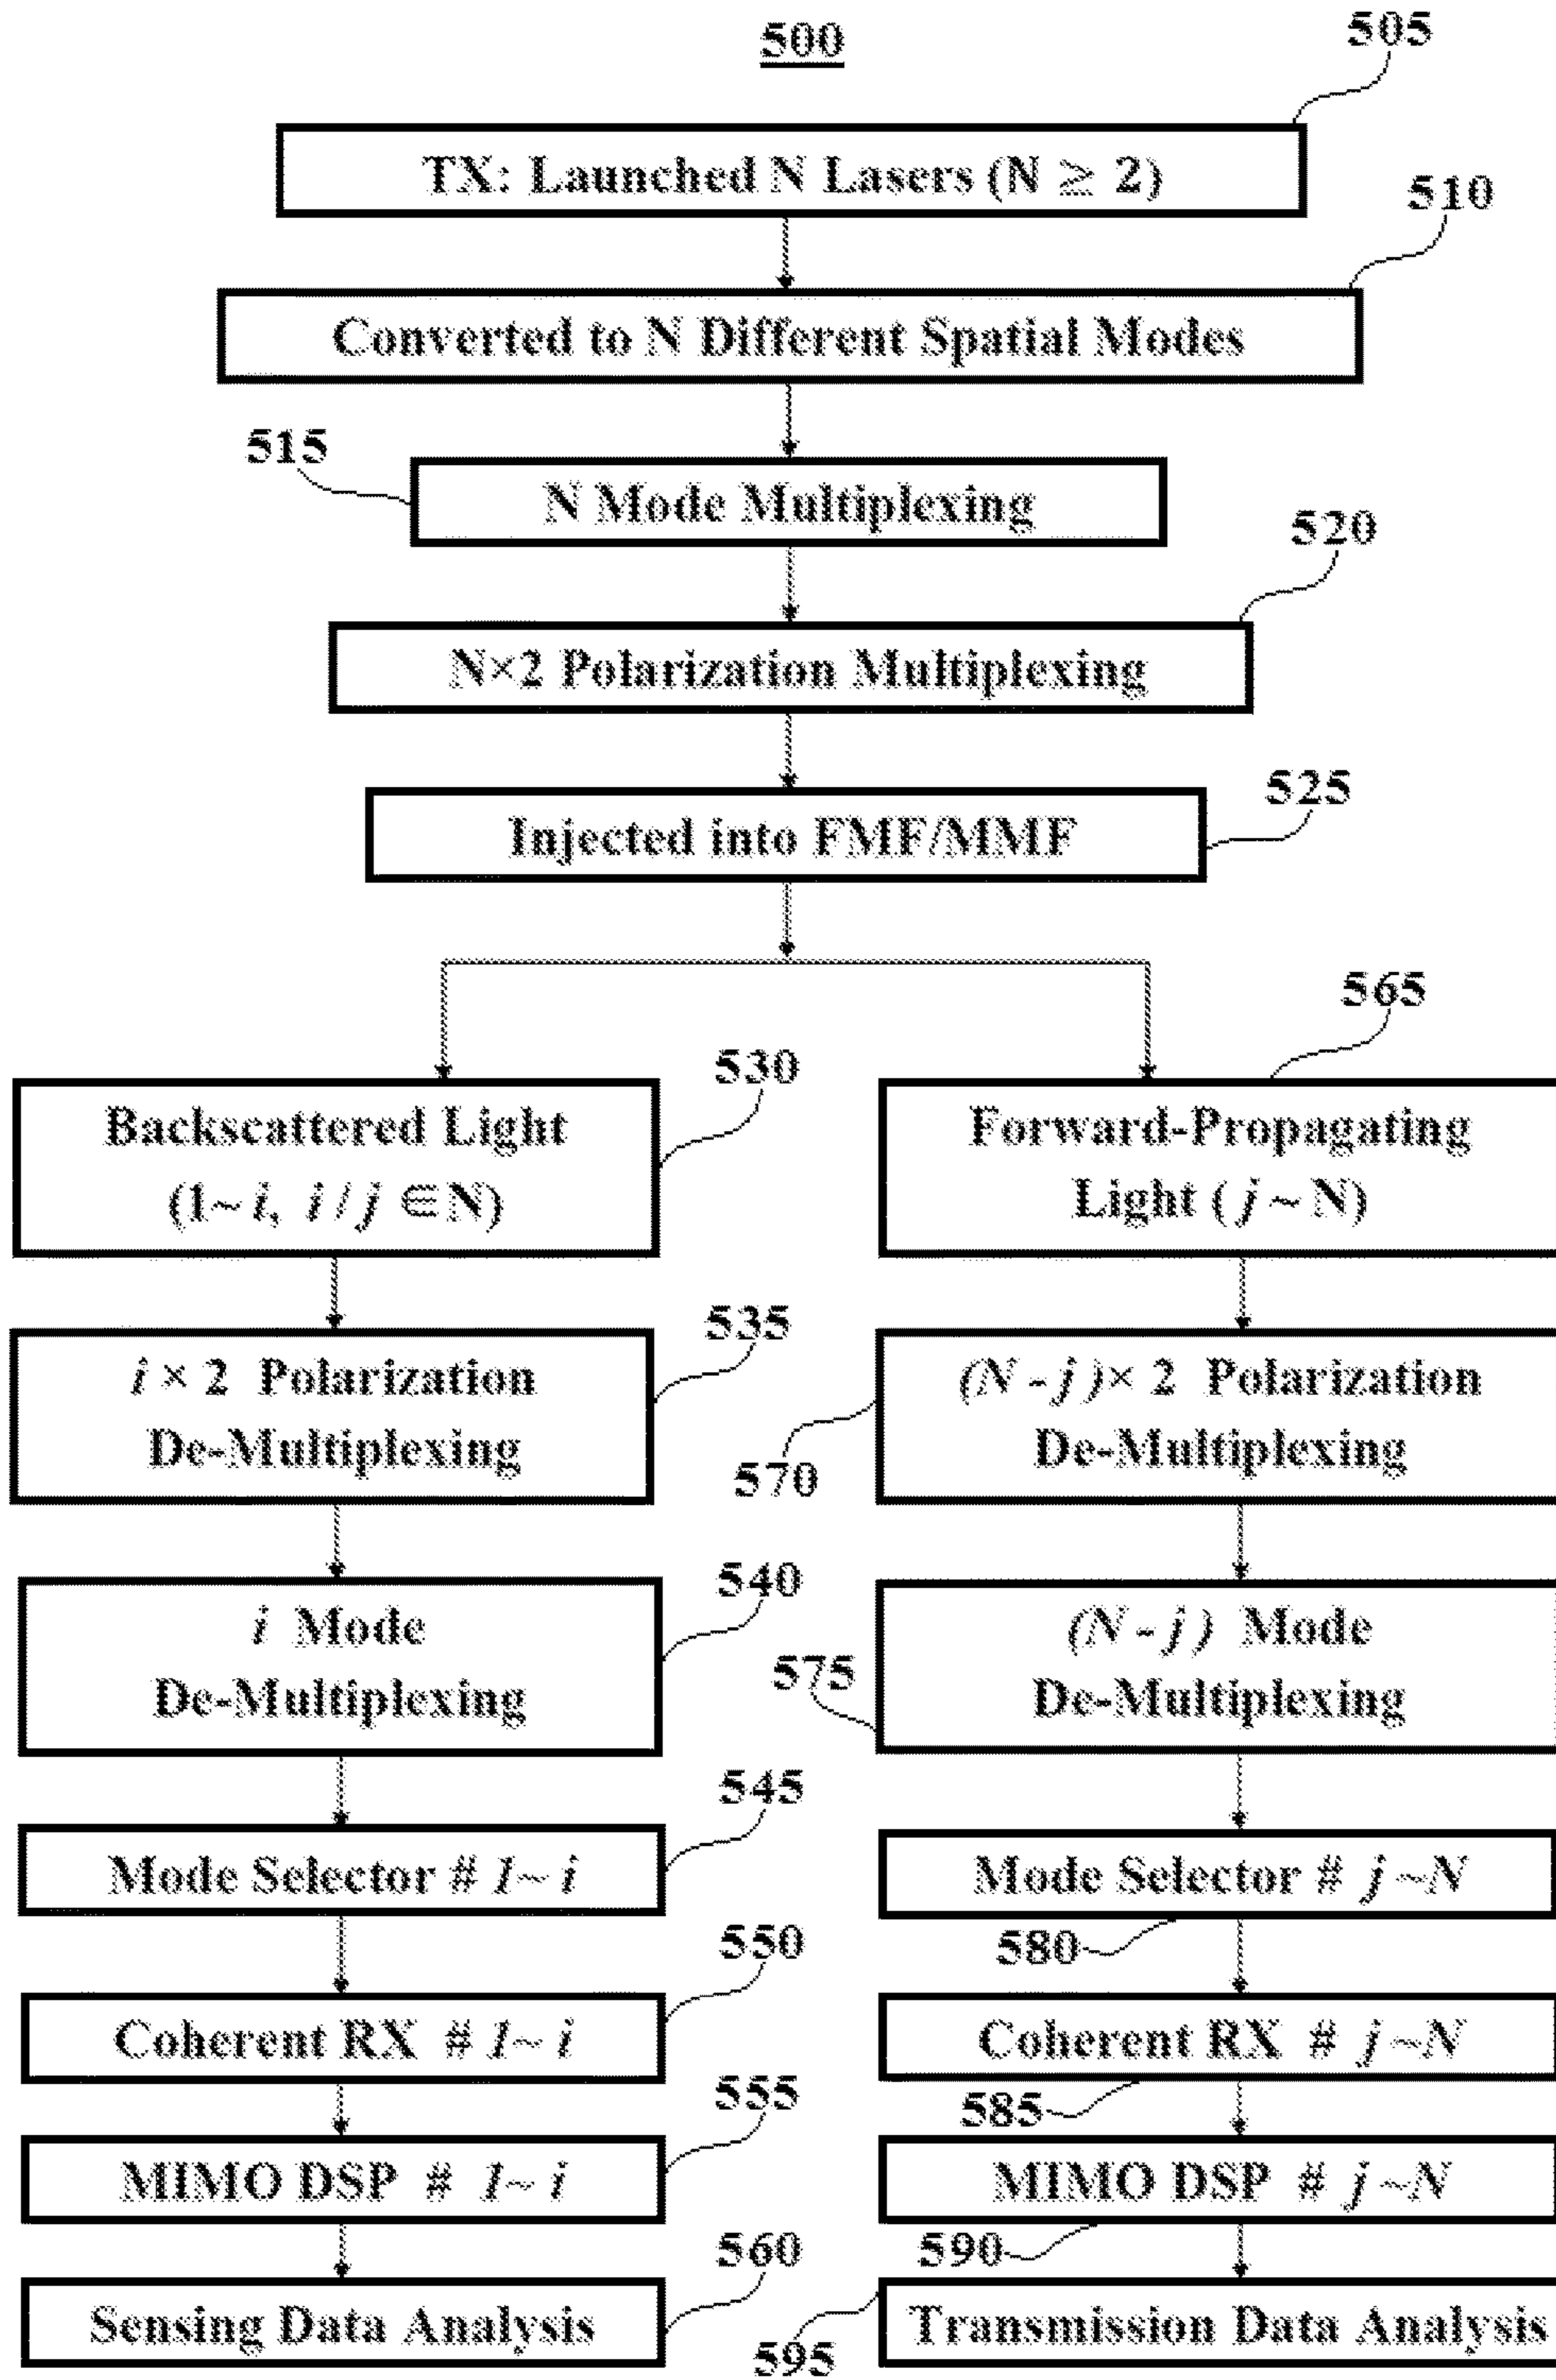 500
505
TX: Launched N Lasers (N ≧ 2)
510
Converted to N Different Spatial Modes
515
N Mode Multiplexing
520
N×2 Polarization Multiplexing
525
Injected into FMF/MMF
530
Backscattered Light
(1~ i, i / j ∈N)
535
i × 2 Polarization
De-Multiplexing
540
i Mode
De-Multiplexing
545
Mode Selector # 1~ i
550
Coherent RX # 1~ i
555
MIMO DSP # 1~ i
560
Sensing Data Analysis
565
Forward-Propagating
Light ( j ~ N)
570
(N - j )× 2 Polarization
De-Multiplexing
575
(N - j ) Mode
De-Multiplexing
Mode Selector # j ~N
580
Coherent RX # j ~N
585
MIMO DSP # j ~N
590
Transmission Data Analysis
595